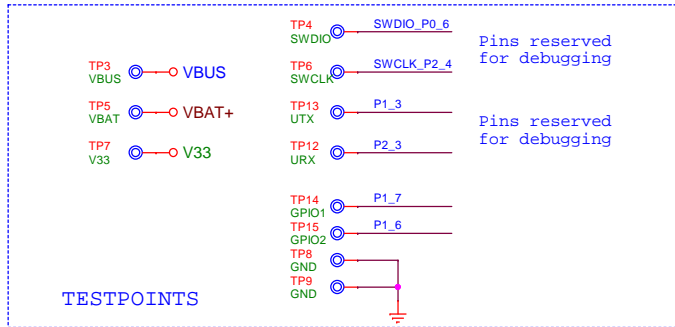 TP4
SWDIO
SWDIO_P0_6
Pins reserved
for debugging
TP3
VBUS
VBUS
TP6
SWCLK
SWCLK_P2_4
TP5
VBAT
VBAT+
TP13
UTX
P1_3
Pins reserved
for debugging
TP7
V33
V33
TP12
URX
P2_3
TP14
GPIO1
P1_7
TP15
GPIO2
P1_6
TP8
GND
TP9
GND
TESTPOINTS